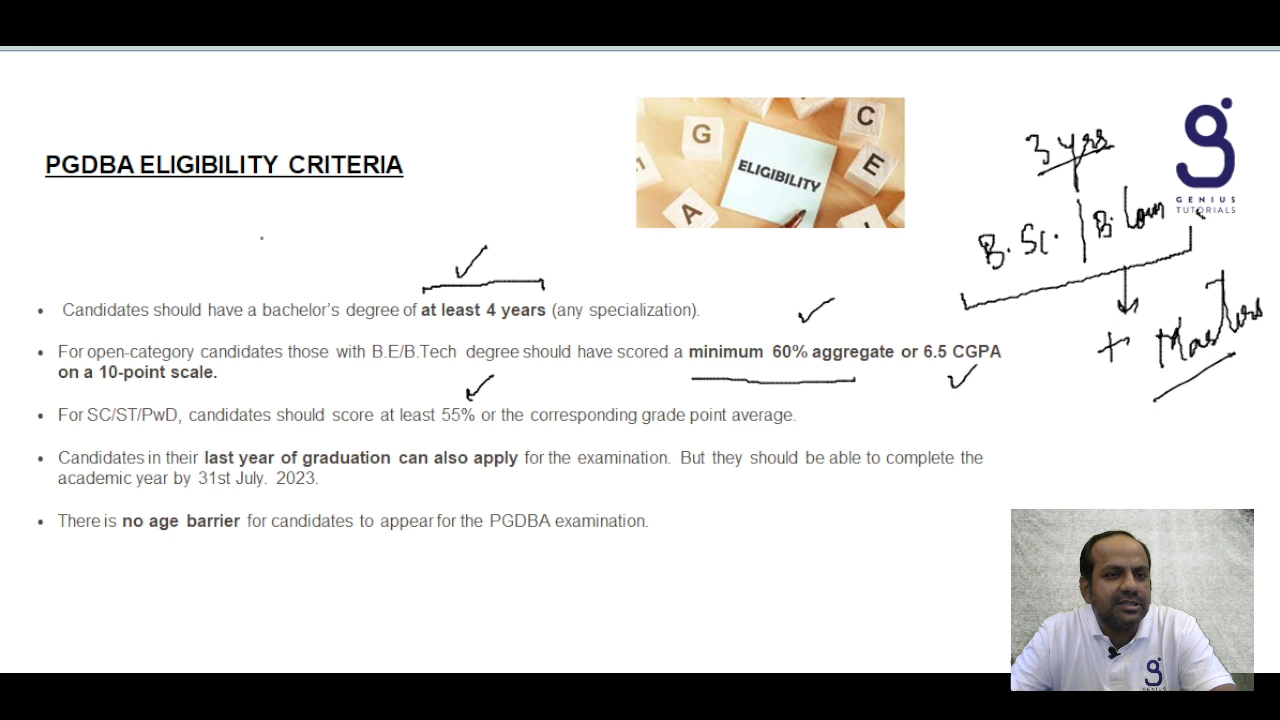 PGDBA ELIGIBILITY CRITERIA
G
C
E
A
ELIGIBILITY
3 yrs
GENIUS
TUTORIALS
B.Sc. | B.Com
+ Masters
• Candidates should have a bachelor's degree of at least 4 years (any specialization).
• For open-category candidates those with B.E/B.Tech degree should have scored a minimum 60% aggregate or 6.5 CGPA
on a 10-point scale.
• For SC/ST/PwD, candidates should score at least 55% or the corresponding grade point average.
• Candidates in their last year of graduation can also apply for the examination. But they should be able to complete the
academic year by 31st July. 2023.
• There is no age barrier for candidates to appear for the PGDBA examination.